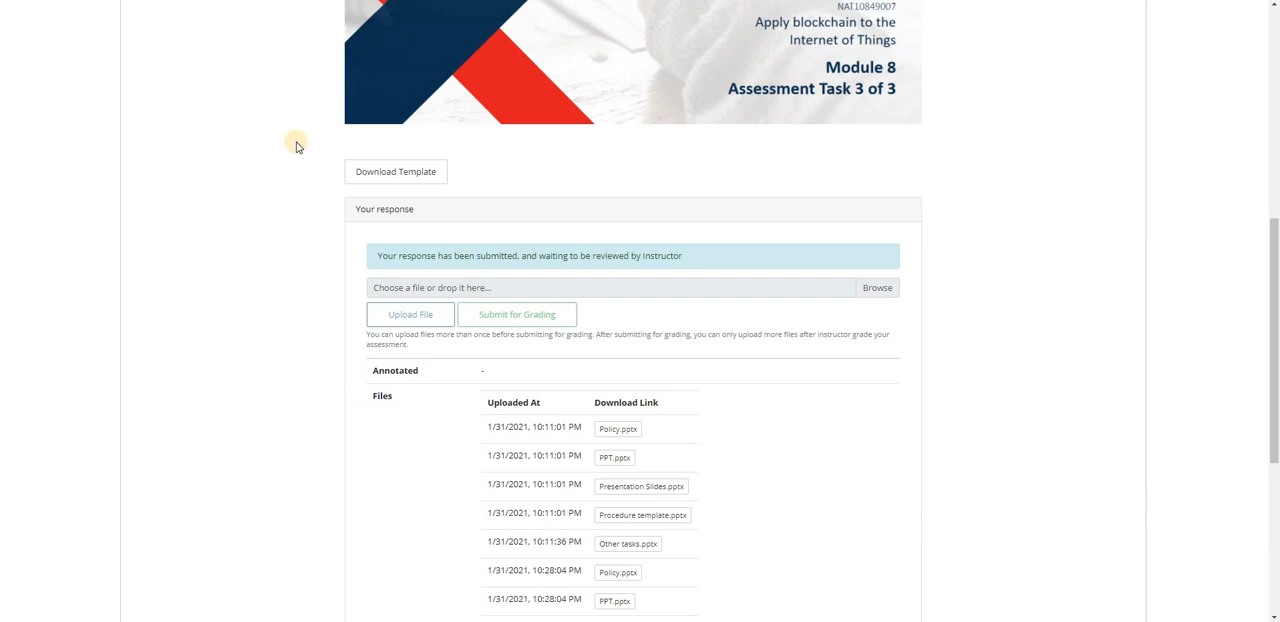 NAT10849007
Apply blockchain to the
Internet of Things
Module 8
Assessment Task 3 of 3
Download Template
Your response
Your response has been submitted, and waiting to be reviewed by Instructor
Choose a file or drop it here... Browse
Upload File Submit for Grading
You can upload files more than once before submitting for grading. After submitting for grading, you can only upload more files after instructor grade your
assessment.
Annotated -
Files
Uploaded At Download Link
1/31/2021, 10:11:01 PM Policy.pptx
1/31/2021, 10:11:01 PM PPT.pptx
1/31/2021, 10:11:01 PM Presentation Slides.pptx
1/31/2021, 10:11:01 PM Procedure template.pptx
1/31/2021, 10:11:36 PM Other tasks.pptx
1/31/2021, 10:28:04 PM Policy.pptx
1/31/2021, 10:28:04 PM PPT.pptx